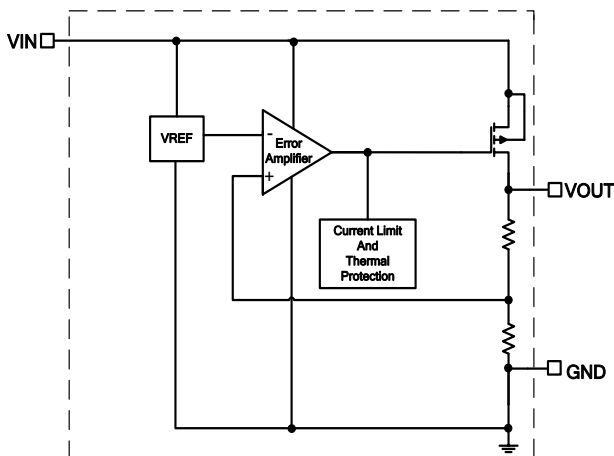 VIN
VREF
-
Error
Amplifier
+
VOUT
Current Limit
And
Thermal
Protection
GND